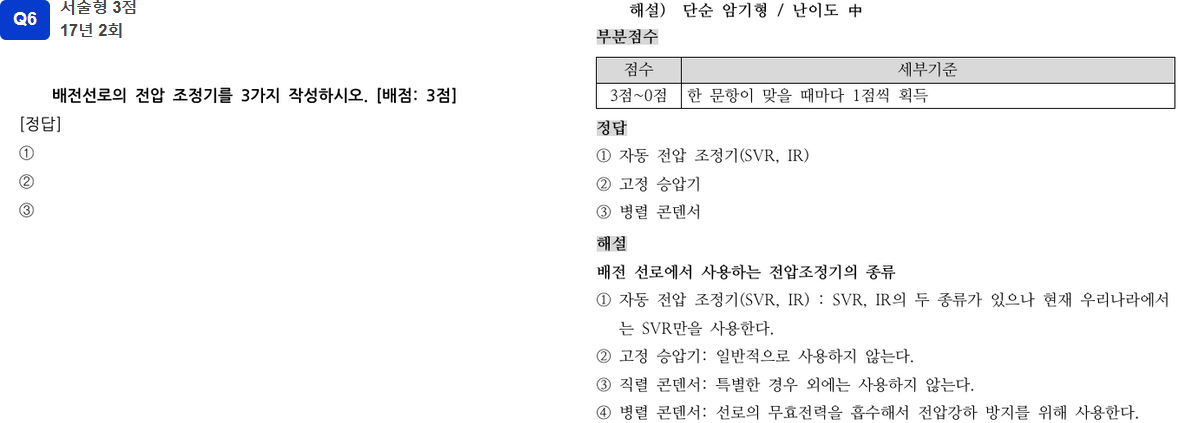 Q6
서술형 3점
17년 2회
배전선로의 전압 조정기를 3가지 작성하시오. [배점: 3점]
[정답]
①
②
③
해설) 단순 암기형 / 난이도 中
부분점수
점수 세부기준
3점~0점 한 문항이 맞을 때마다 1점씩 획득
정답
① 자동 전압 조정기(SVR, IR)
② 고정 승압기
③ 병렬 콘덴서
해설
배전 선로에서 사용하는 전압조정기의 종류
① 자동 전압 조정기(SVR, IR) : SVR, IR의 두 종류가 있으나 현재 우리나라에서
는 SVR만을 사용한다.
② 고정 승압기: 일반적으로 사용하지 않는다.
③ 직렬 콘덴서: 특별한 경우 외에는 사용하지 않는다.
④ 병렬 콘덴서: 선로의 무효전력을 흡수해서 전압강하 방지를 위해 사용한다.